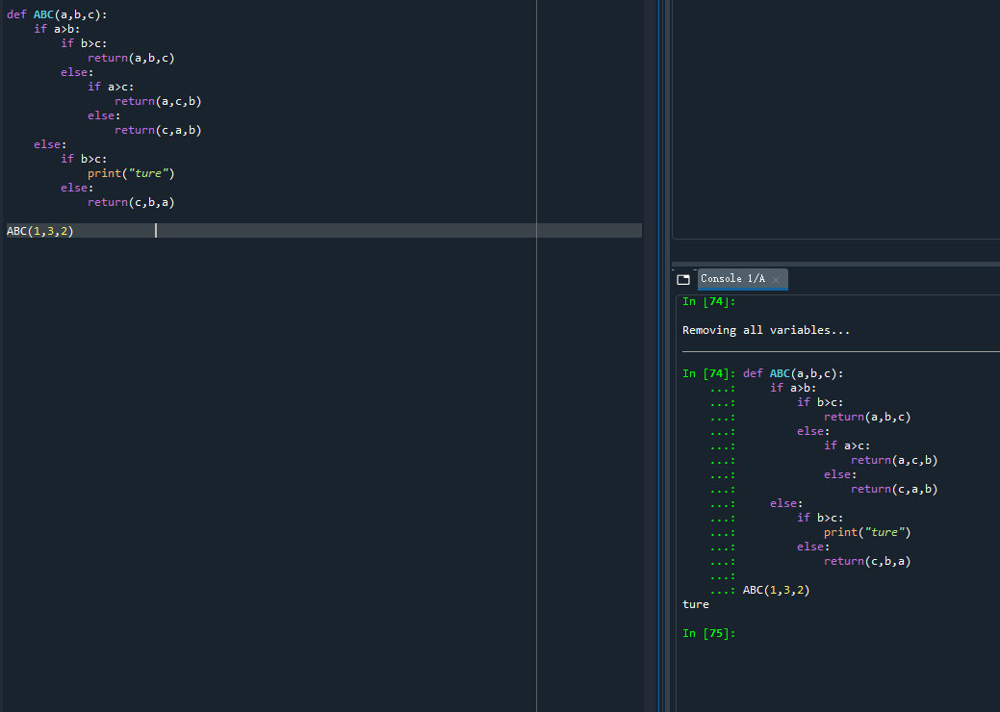 def ABC(a,b,c):
    if a>b:
        if b>c:
            return(a,b,c)
        else:
            if a>c:
                return(a,c,b)
            else:
                return(c,a,b)
    else:
        if b>c:
            print("ture")
        else:
            return(c,b,a)
ABC(1,3,2)
Console 1/A
In [74]:
Removing all variables...
In [74]: def ABC(a,b,c):
    ...:     if a>b:
    ...:         if b>c:
    ...:             return(a,b,c)
    ...:         else:
    ...:             if a>c:
    ...:                 return(a,c,b)
    ...:             else:
    ...:                 return(c,a,b)
    ...:     else:
    ...:         if b>c:
    ...:             print("ture")
    ...:         else:
    ...:             return(c,b,a)
    ...:
    ...: ABC(1,3,2)
ture
In [75]: